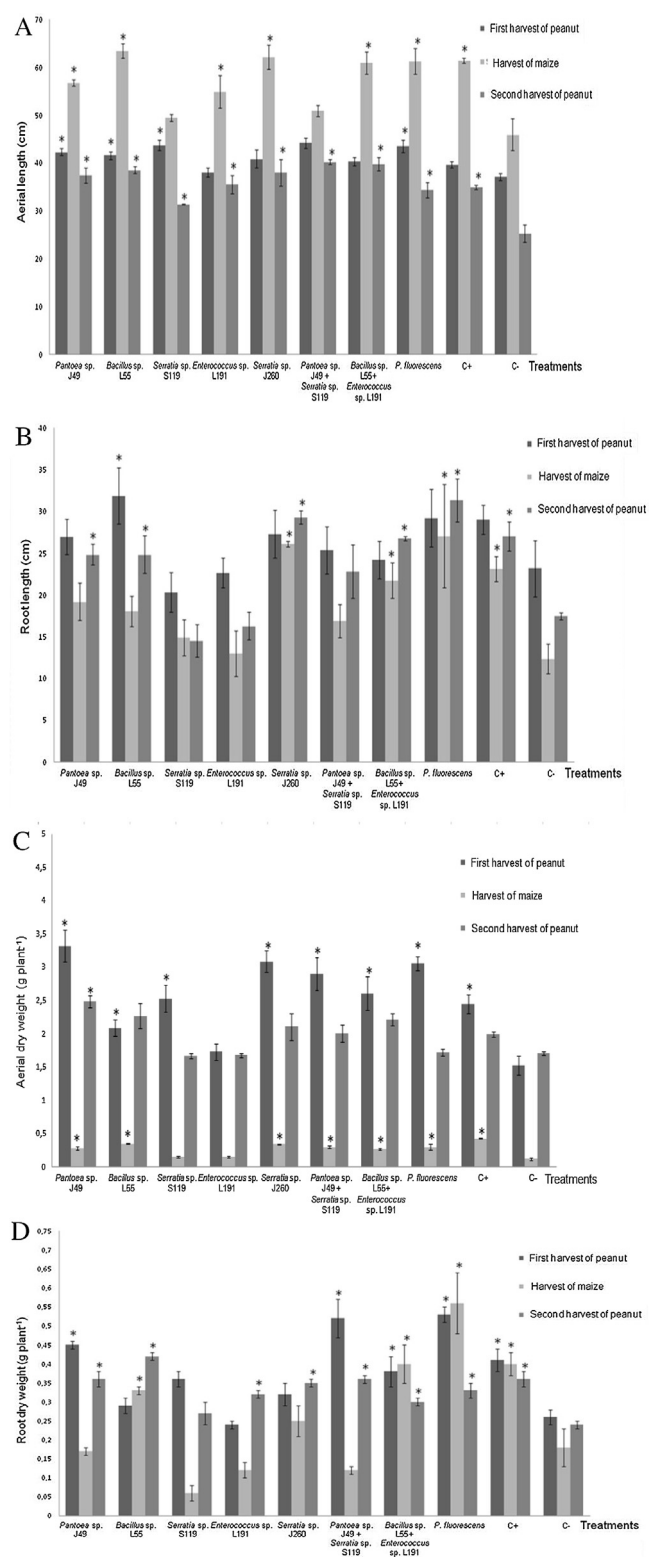 A
70
60
50
40
30
20
10
0
Aerial length (cm)
First harvest of peanut
Harvest of maize
Second harvest of peanut
* * * * * * * * * * * * * * * * * *
Pantoea sp. J49
Bacillus sp. L55
Serratia sp. S119
Enterococcus sp. L191
Serratia sp. J260
Pantoea sp. J49 + Serratia sp. S119
Bacillus sp. L55+ Enterococcus sp. L191
P. fluorescens
C+
C-
Treatments
B
40
35
30
25
20
15
10
5
0
Root length (cm)
First harvest of peanut
Harvest of maize
Second harvest of peanut
* * * * * * * * * * *
Pantoea sp. J49
Bacillus sp. L55
Serratia sp. S119
Enterococcus sp. L191
Serratia sp. J260
Pantoea sp. J49 + Serratia sp. S119
Bacillus sp. L55+ Enterococcus sp. L191
P. fluorescens
C+
C-
Treatments
C
5
4,5
4
3,5
3
2,5
2
1,5
1
0,5
0
Aerial dry weight (g plant-1)
First harvest of peanut
Harvest of maize
Second harvest of peanut
* * * * * * * * * * * * * * * *
Pantoea sp. J49
Bacillus sp. L55
Serratia sp. S119
Enterococcus sp. L191
Serratia sp. J260
Pantoea sp. J49 + Serratia sp. S119
Bacillus sp. L55+ Enterococcus sp. L191
P. fluorescens
C+
C-
Treatments
D
0,75
0,7
0,65
0,6
0,55
0,5
0,45
0,4
0,35
0,3
0,25
0,2
0,15
0,1
0,05
0
Root dry weight (g plant-1)
First harvest of peanut
Harvest of maize
Second harvest of peanut
* * * * * * * * * * * * * * * * *
Pantoea sp. J49
Bacillus sp. L55
Serratia sp. S119
Enterococcus sp. L191
Serratia sp. J260
Pantoea sp. J49 + Serratia sp. S119
Bacillus sp. L55+ Enterococcus sp. L191
P. fluorescens
C+
C-
Treatments